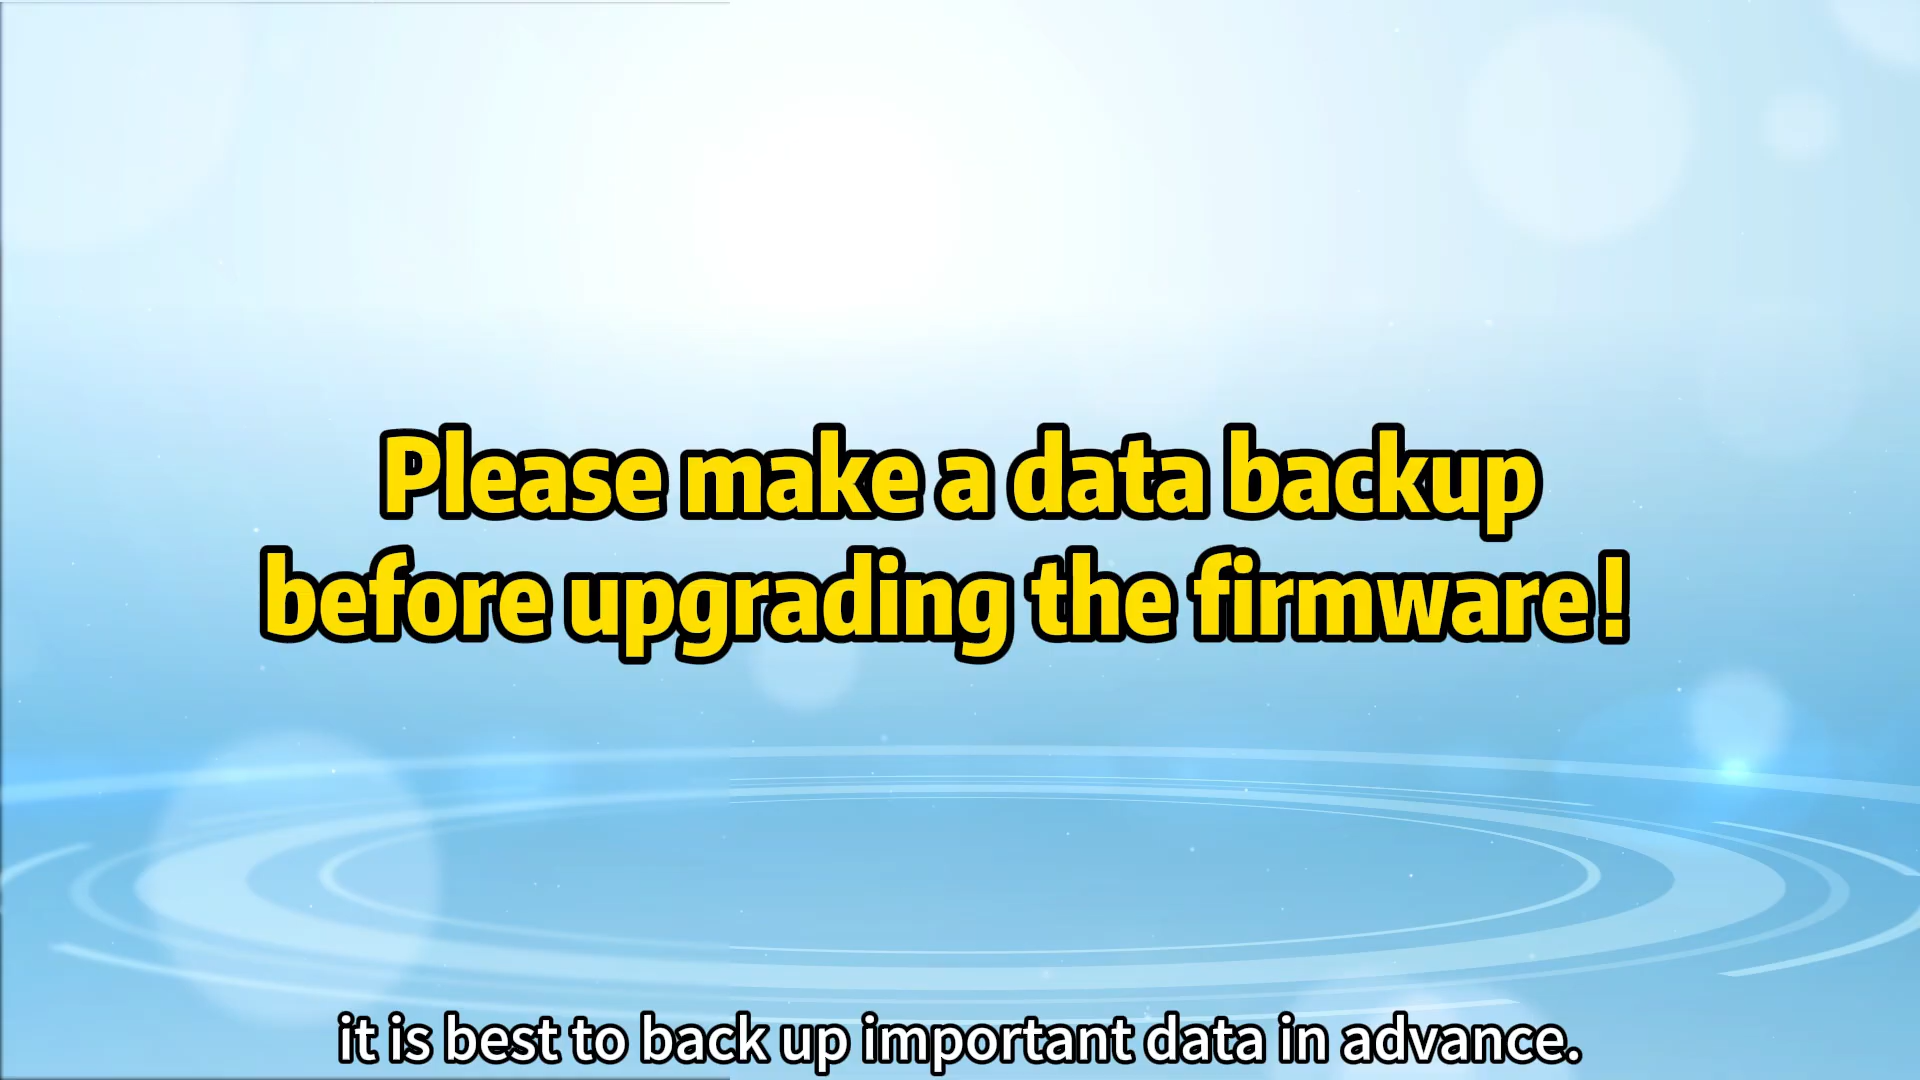 Please make a data backup
before upgrading the firmware!
it is best to back up important data in advance.